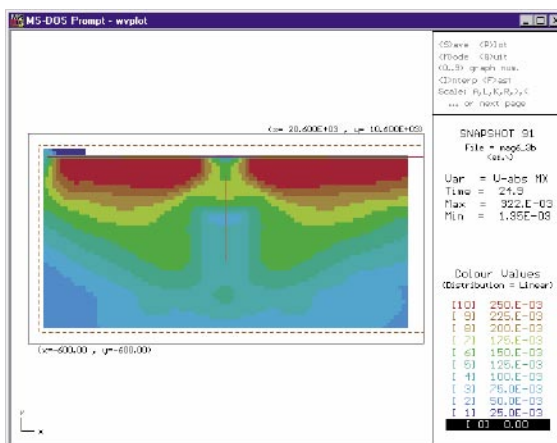 MS-DOS Prompt - wvplot
(S)ave (P)lot
(M)ode (Q)uit
(0..9) graph num.
(I)nterp (F)ast
Scale: A,L,K,R,>,<
... or next page
(x= 20.600E+03 , y= 10.600E+03)
SNAPSHOT 91
File = mag6_3b
Var = V-abs MX
Time = 24.9
Max = 322.E-03
Min = 1.35E-03
Colour Values
(Distribution = Linear)
[10] 250.E-03
[ 9] 225.E-03
[ 8] 200.E-03
[ 7] 175.E-03
[ 6] 150.E-03
[ 5] 125.E-03
[ 4] 100.E-03
[ 3] 75.0E-03
[ 2] 50.0E-03
[ 1] 25.0E-03
[ 0] 0.00
(x=-600.00 , y=-600.00)
x